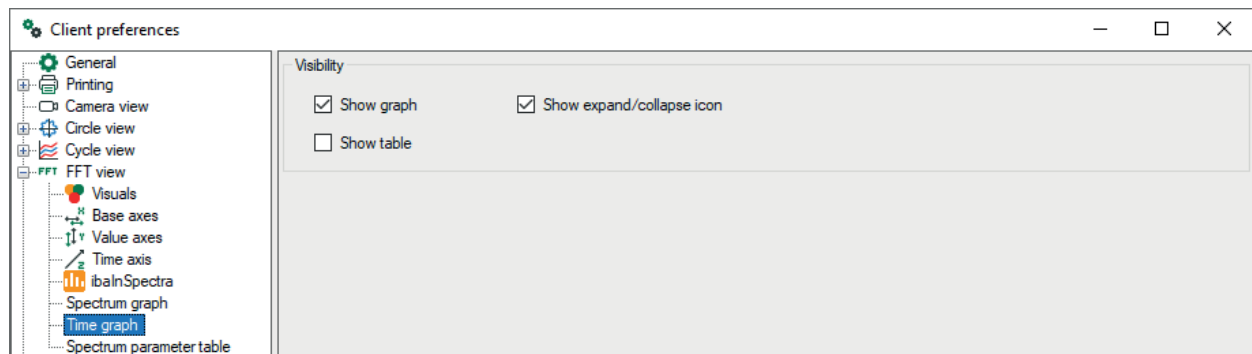 Client preferences
General
Printing
Camera view
Circle view
Cycle view
FFT FFT view
Visuals
X Base axes
Y Value axes
Z Time axis
ibaInSpectra
Spectrum graph
Time graph
Spectrum parameter table
Visibility
Show graph Show expand/collapse icon
Show table